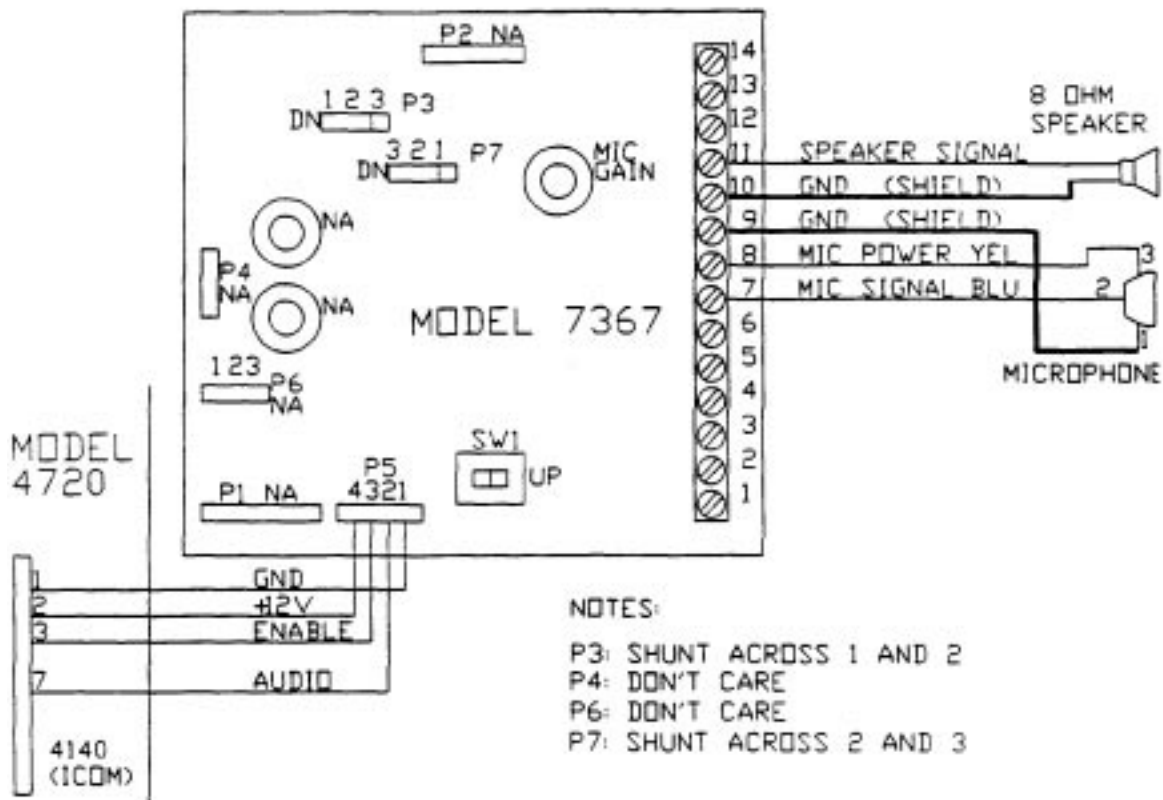 P2 NA
1 2 3 P3
DN
3 2 1 P7
DN
MIC
GAIN
NA
P4
NA
NA
MODEL 7367
123
P6
NA
SW1
UP
P1 NA
P5
4321
14
13
12
11
10
9
8
7
6
5
4
3
2
1
8 OHM
SPEAKER
SPEAKER SIGNAL
GND (SHIELD)
GND (SHIELD)
MIC POWER YEL
MIC SIGNAL BLU
3
2
1
MICROPHONE
MODEL
4720
1 GND
2 +12V
3 ENABLE
7 AUDIO
4140
(ICOM)
NOTES:
P3: SHUNT ACROSS 1 AND 2
P4: DON'T CARE
P6: DON'T CARE
P7: SHUNT ACROSS 2 AND 3